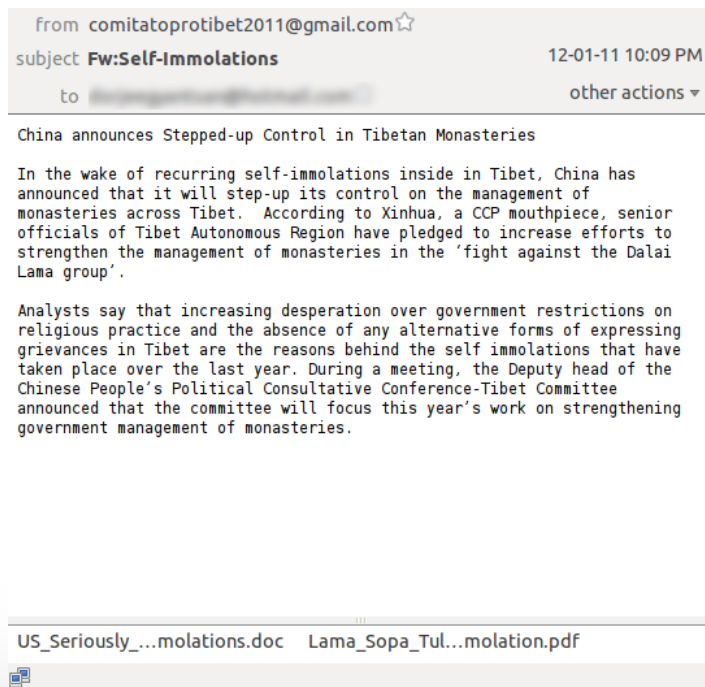 from comitatoprotibet2011@gmail.com
subject Fw:Self-Immolations 12-01-11 10:09 PM
to other actions
China announces Stepped-up Control in Tibetan Monasteries
In the wake of recurring self-immolations inside in Tibet, China has
announced that it will step-up its control on the management of
monasteries across Tibet.  According to Xinhua, a CCP mouthpiece, senior
officials of Tibet Autonomous Region have pledged to increase efforts to
strengthen the management of monasteries in the ‘fight against the Dalai
Lama group’.
Analysts say that increasing desperation over government restrictions on
religious practice and the absence of any alternative forms of expressing
grievances in Tibet are the reasons behind the self immolations that have
taken place over the last year. During a meeting, the Deputy head of the
Chinese People’s Political Consultative Conference-Tibet Committee
announced that the committee will focus this year’s work on strengthening
government management of monasteries.
US_Seriously_...molations.doc Lama_Sopa_Tul...molation.pdf